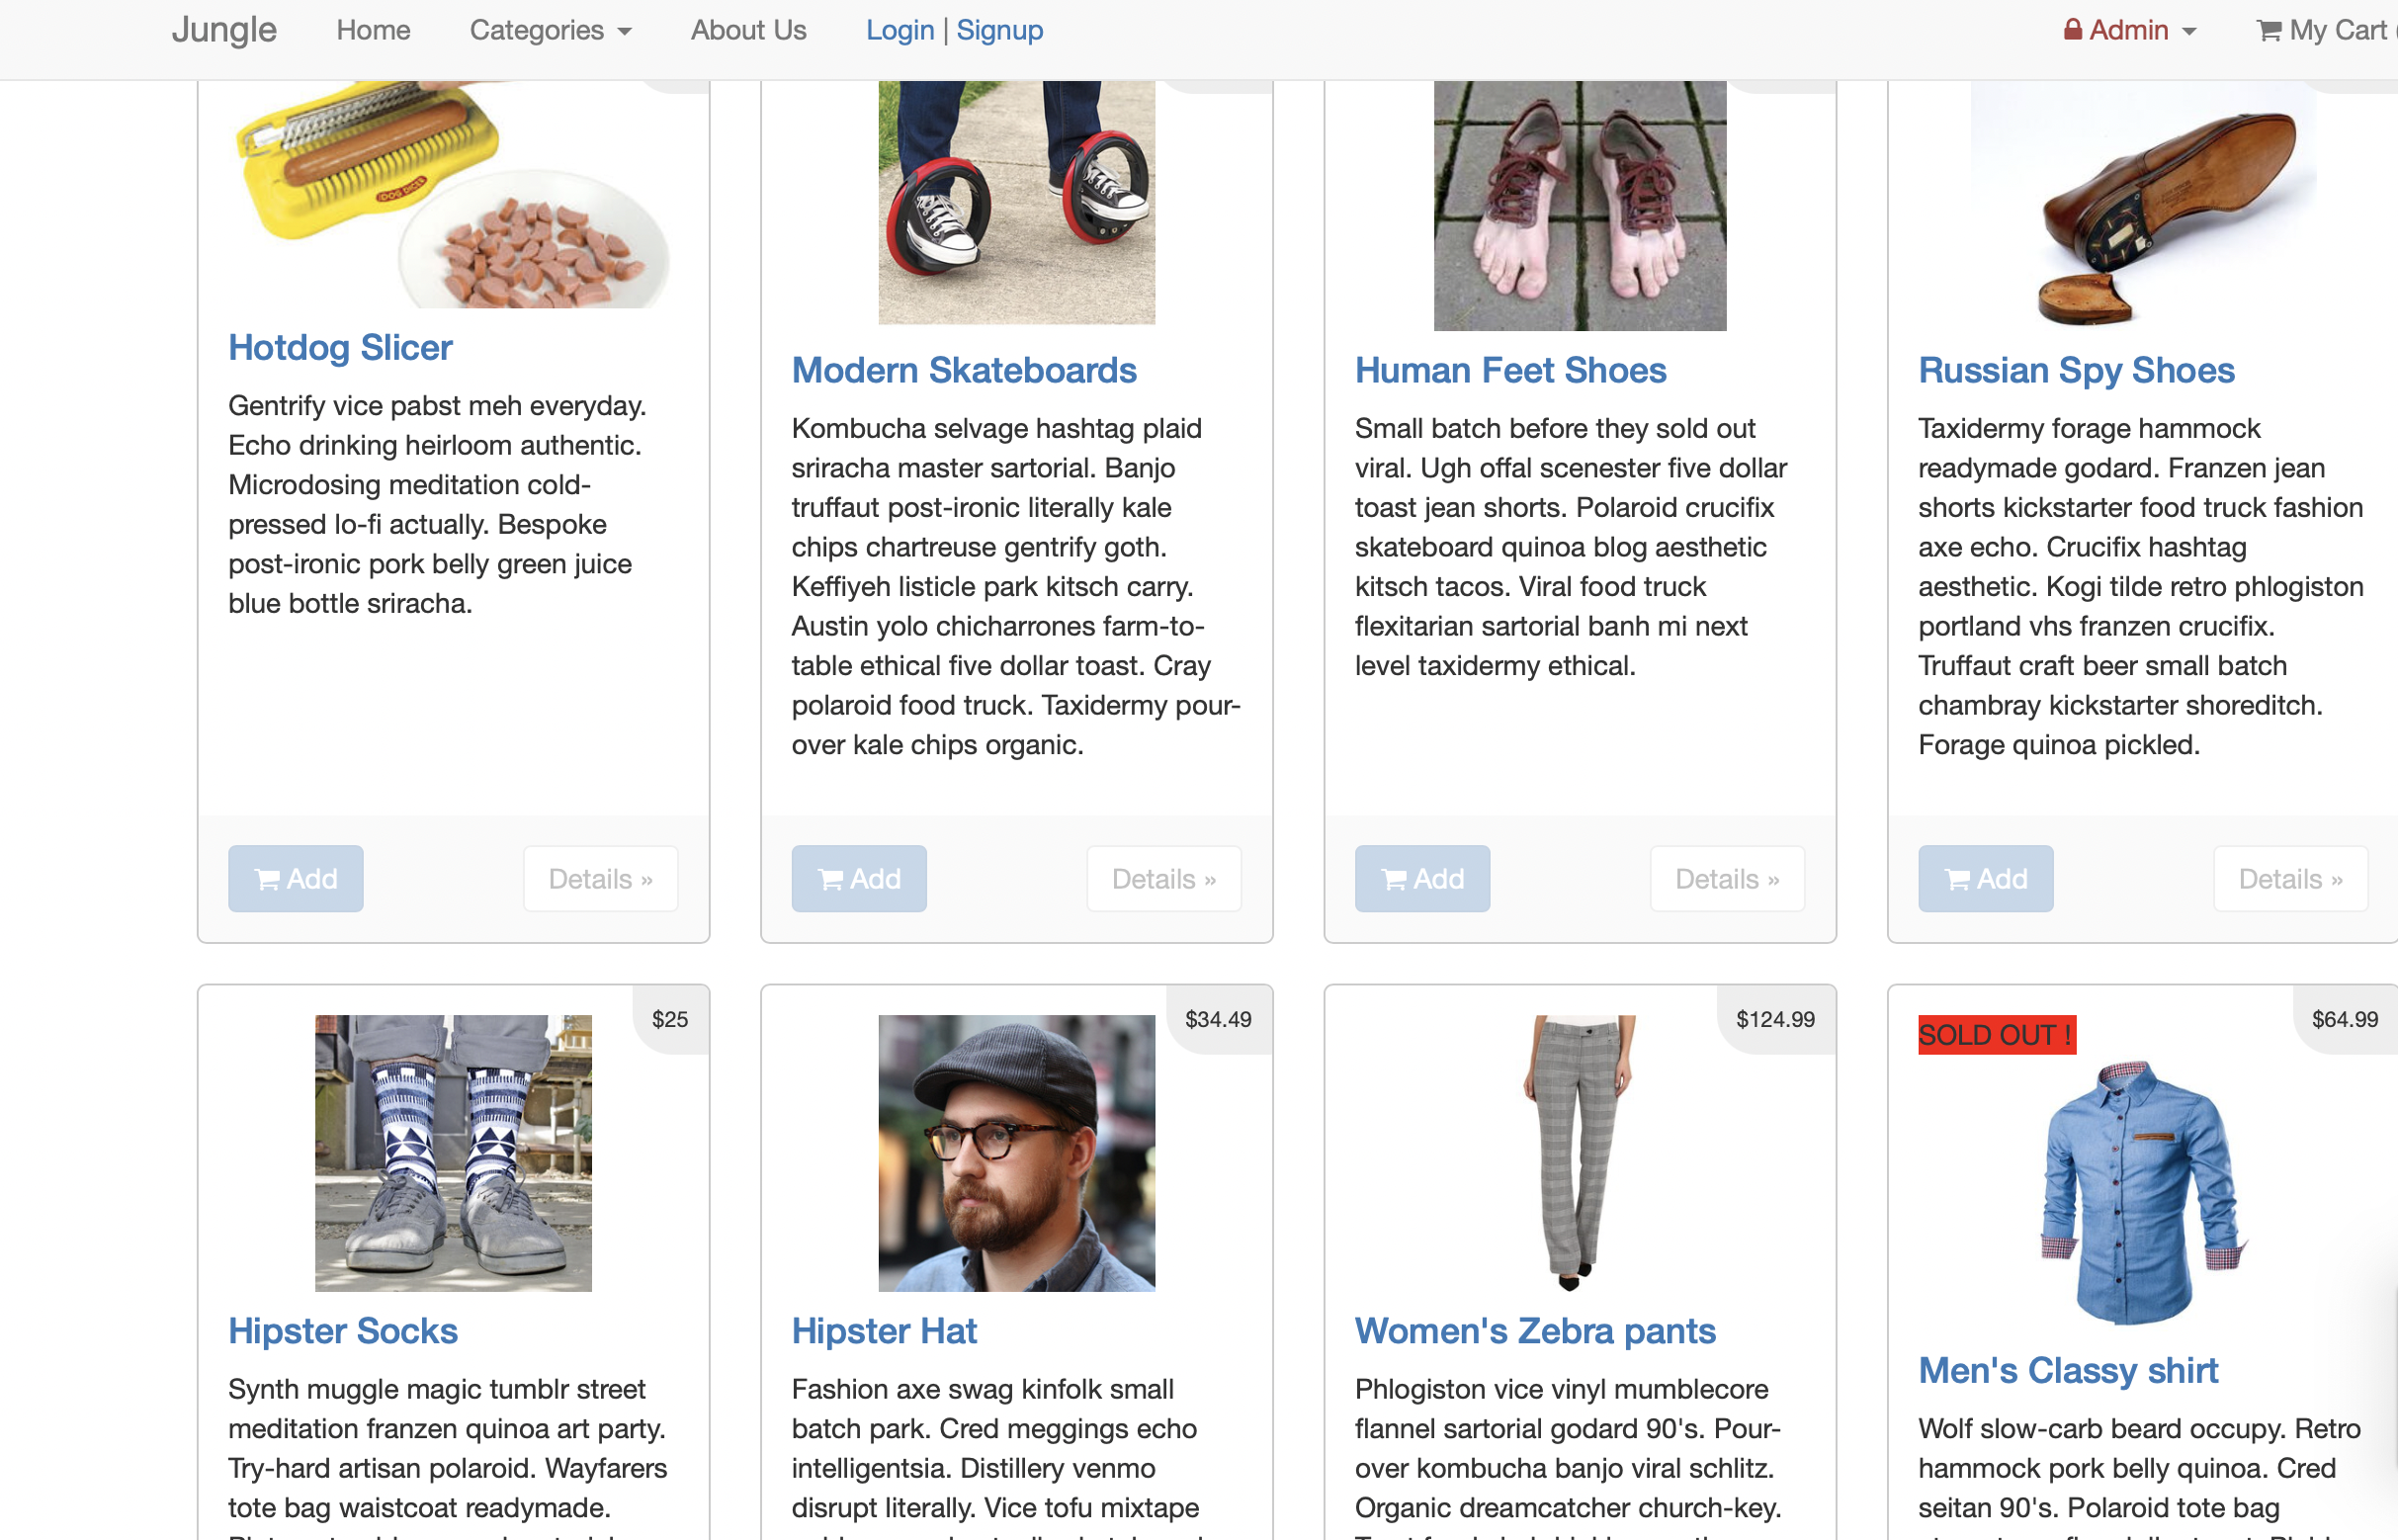 Jungle Home Categories About Us Login | Signup Admin My Cart
DOG DICER
Hotdog Slicer
Gentrify vice pabst meh everyday.
Echo drinking heirloom authentic.
Microdosing meditation cold-
pressed lo-fi actually. Bespoke
post-ironic pork belly green juice
blue bottle sriracha.
Add Details »
Modern Skateboards
Kombucha selvage hashtag plaid
sriracha master sartorial. Banjo
truffaut post-ironic literally kale
chips chartreuse gentrify goth.
Keffiyeh listicle park kitsch carry.
Austin yolo chicharrones farm-to-
table ethical five dollar toast. Cray
polaroid food truck. Taxidermy pour-
over kale chips organic.
Add Details »
Human Feet Shoes
Small batch before they sold out
viral. Ugh offal scenester five dollar
toast jean shorts. Polaroid crucifix
skateboard quinoa blog aesthetic
kitsch tacos. Viral food truck
flexitarian sartorial banh mi next
level taxidermy ethical.
Add Details »
Russian Spy Shoes
Taxidermy forage hammock
readymade godard. Franzen jean
shorts kickstarter food truck fashion
axe echo. Crucifix hashtag
aesthetic. Kogi tilde retro phlogiston
portland vhs franzen crucifix.
Truffaut craft beer small batch
chambray kickstarter shoreditch.
Forage quinoa pickled.
Add Details »
$25
Hipster Socks
Synth muggle magic tumblr street
meditation franzen quinoa art party.
Try-hard artisan polaroid. Wayfarers
tote bag waistcoat readymade.
$34.49
Hipster Hat
Fashion axe swag kinfolk small
batch park. Cred meggings echo
intelligentsia. Distillery venmo
disrupt literally. Vice tofu mixtape
$124.99
Women's Zebra pants
Phlogiston vice vinyl mumblecore
flannel sartorial godard 90's. Pour-
over kombucha banjo viral schlitz.
Organic dreamcatcher church-key.
SOLD OUT ! $64.99
Men's Classy shirt
Wolf slow-carb beard occupy. Retro
hammock pork belly quinoa. Cred
seitan 90's. Polaroid tote bag